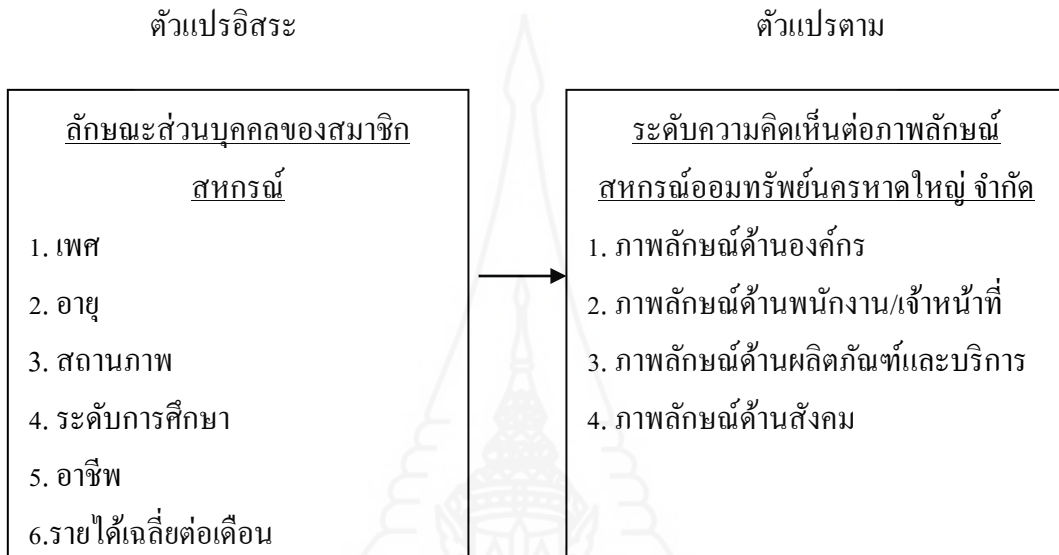 ตัวแปรอิสระ
ตัวแปรตาม
ลักษณะส่วนบุคคลของสมาชิก
สหกรณ์
1. เพศ
2. อายุ
3. สถานภาพ
4. ระดับการศึกษา
5. อาชีพ
6.รายได้เฉลี่ยต่อเดือน
ระดับความคิดเห็นต่อภาพลักษณ์
สหกรณ์ออมทรัพย์นครหาดใหญ่ จำกัด
1. ภาพลักษณ์ด้านองค์กร
2. ภาพลักษณ์ด้านพนักงาน/เจ้าหน้าที่
3. ภาพลักษณ์ด้านผลิตภัณฑ์และบริการ
4. ภาพลักษณ์ด้านสังคม